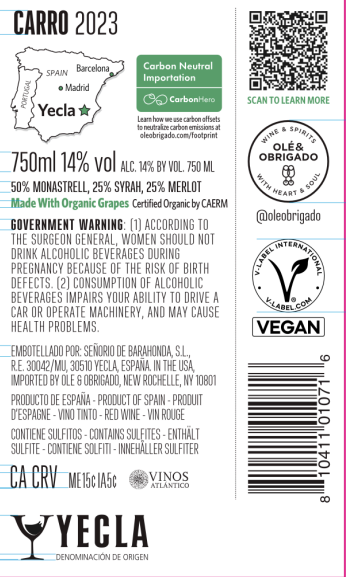 CARRO 2023
SPAIN
Barcelona
PORTUGAL
Madrid
Yecla
Carbon Neutral
Importation
CarbonHero
Learn how we use carbon offsets
to neutralize carbon emissions at
oleobrigado.com/footprint
SCAN TO LEARN MORE
750ml 14% vol ALC. 14% BY VOL. 750 ML
50% MONASTRELL, 25% SYRAH, 25% MERLOT
Made With Organic Grapes Certified Organic by CAERM
GOVERNMENT WARNING: (1) ACCORDING TO
THE SURGEON GENERAL, WOMEN SHOULD NOT
DRINK ALCOHOLIC BEVERAGES DURING
PREGNANCY BECAUSE OF THE RISK OF BIRTH
DEFECTS. (2) CONSUMPTION OF ALCOHOLIC
BEVERAGES IMPAIRS YOUR ABILITY TO DRIVE A
CAR OR OPERATE MACHINERY, AND MAY CAUSE
HEALTH PROBLEMS.
WINE & SPIRITS
OLÉ &
OBRIGADO
WITH HEART & SOUL
@oleobrigado
V-LABEL INTERNATIONAL
V-LABEL.COM
VEGAN
EMBOTELLADO POR: SEÑORIO DE BARAHONDA, S.L.,
R.E. 30042/MU, 30510 YECLA, ESPAÑA. IN THE USA,
IMPORTED BY OLE & OBRIGADO, NEW ROCHELLE, NY 10801
PRODUCTO DE ESPAÑA - PRODUCT OF SPAIN - PRODUIT
D'ESPAGNE - VINO TINTO - RED WINE - VIN ROUGE
CONTIENE SULFITOS - CONTAINS SULFITES - ENTHÄLT
SULFITE - CONTIENE SOLFITI - INNEHÅLLER SULFITER
CA CRV ME15¢ IA5¢
VINOS
ATLÁNTICO
8 10411 01071 6
YECLA
DENOMINACIÓN DE ORIGEN